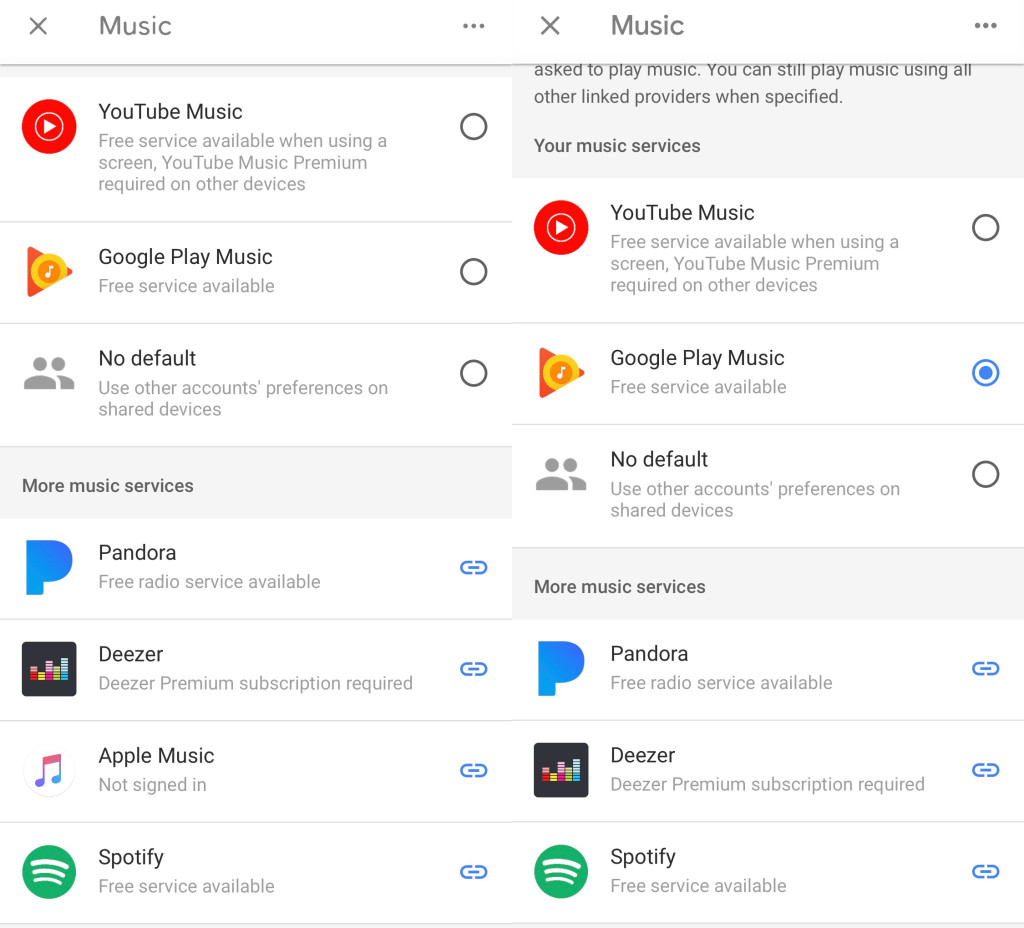 Music
YouTube Music
Free service available when using a
screen, YouTube Music Premium
required on other devices
Google Play Music
Free service available
No default
Use other accounts' preferences on
shared devices
More music services
Pandora
Free radio service available
Deezer
Deezer Premium subscription required
Apple Music
Not signed in
Spotify
Free service available
Music
asked to play music. You can still play music using all
other linked providers when specified.
Your music services
YouTube Music
Free service available when using a
screen, YouTube Music Premium
required on other devices
Google Play Music
Free service available
No default
Use other accounts' preferences on
shared devices
More music services
Pandora
Free radio service available
Deezer
Deezer Premium subscription required
Spotify
Free service available